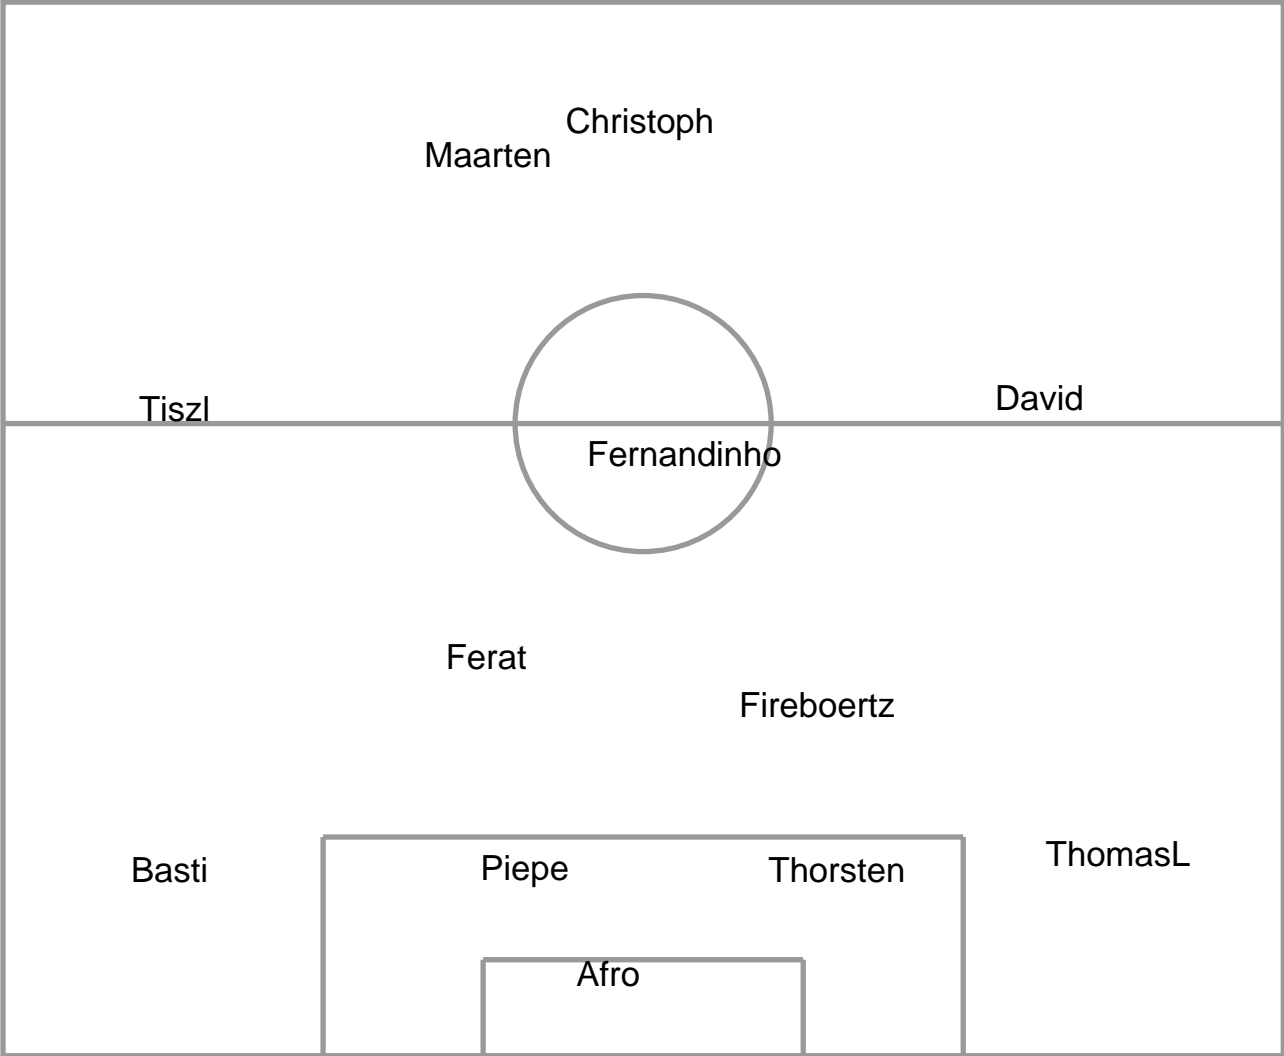 Christoph
Maarten
Tiszl
David
Fernandinho
Ferat
Fireboertz
Basti
Piepe
Thorsten
ThomasL
Afro